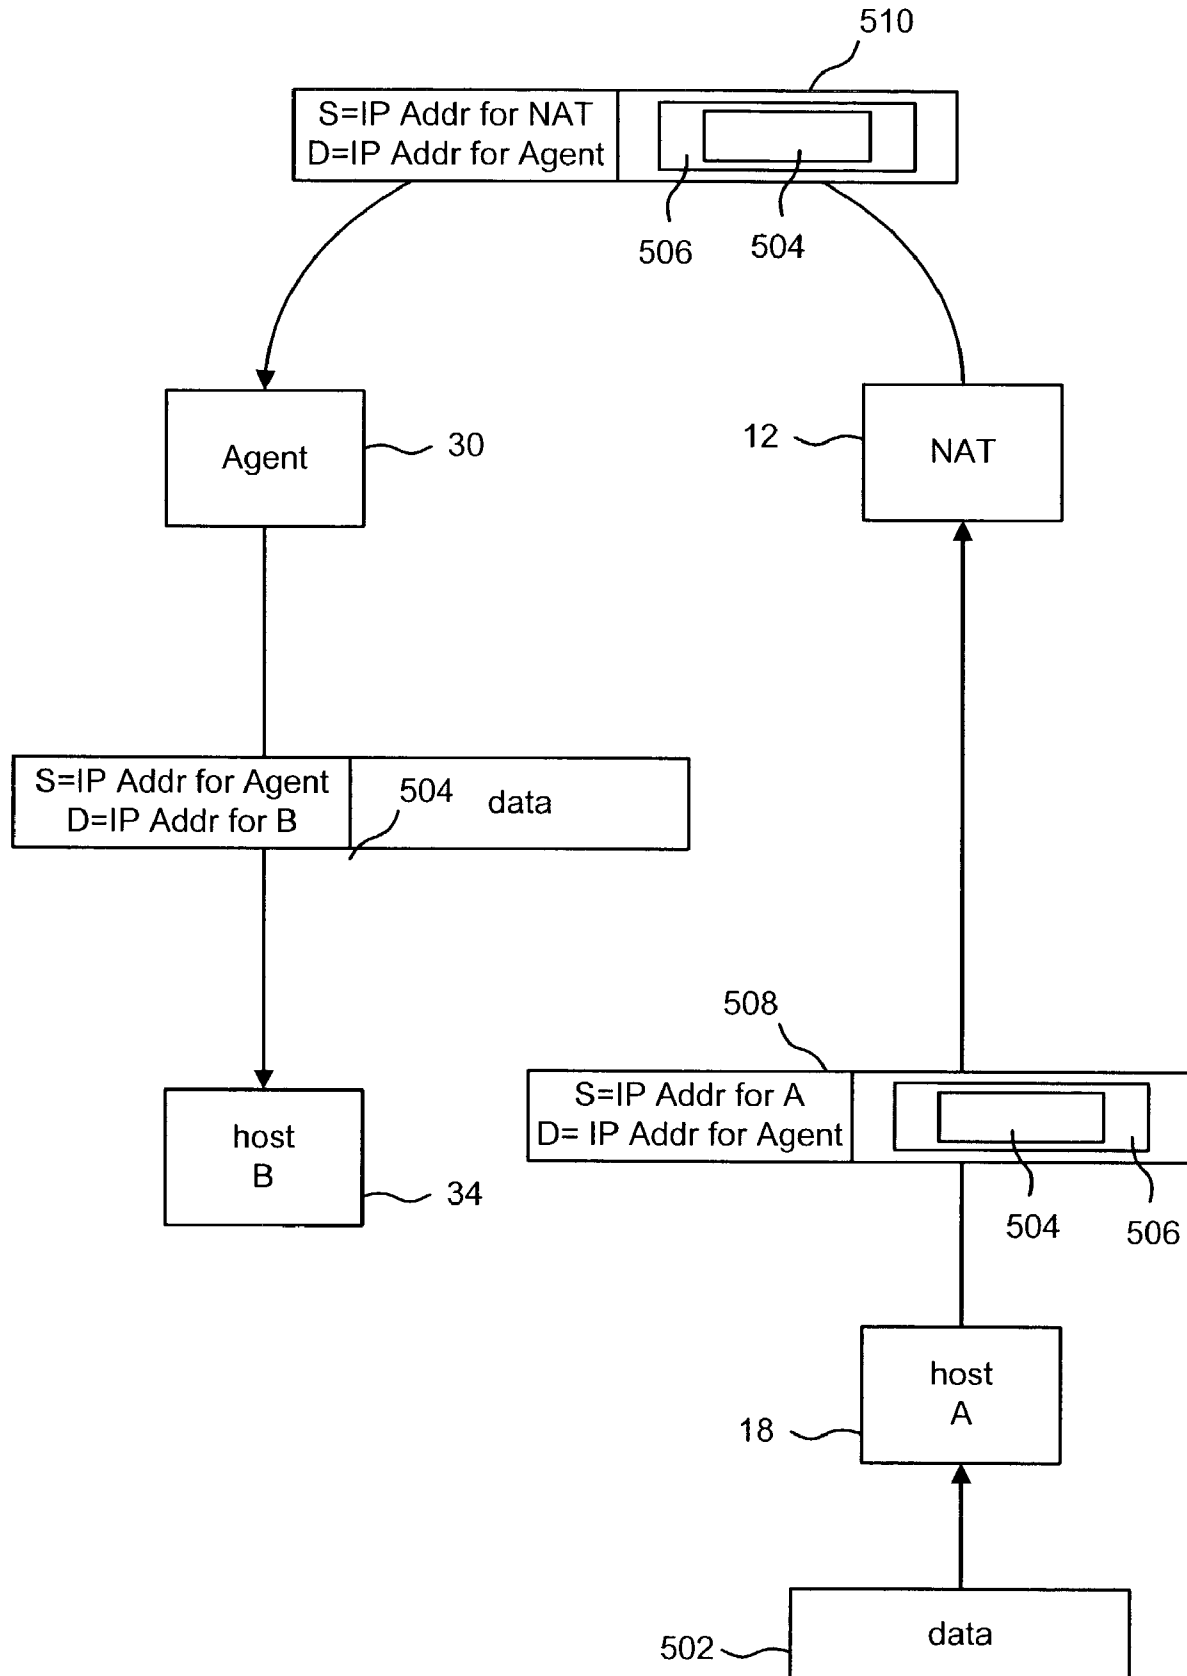 510
S=IP Addr for NAT
D=IP Addr for Agent
506
504
Agent
30
12
NAT
S=IP Addr for Agent
D=IP Addr for B
504
data
508
S=IP Addr for A
D= IP Addr for Agent
504
506
host
B
34
host
A
18
data
502